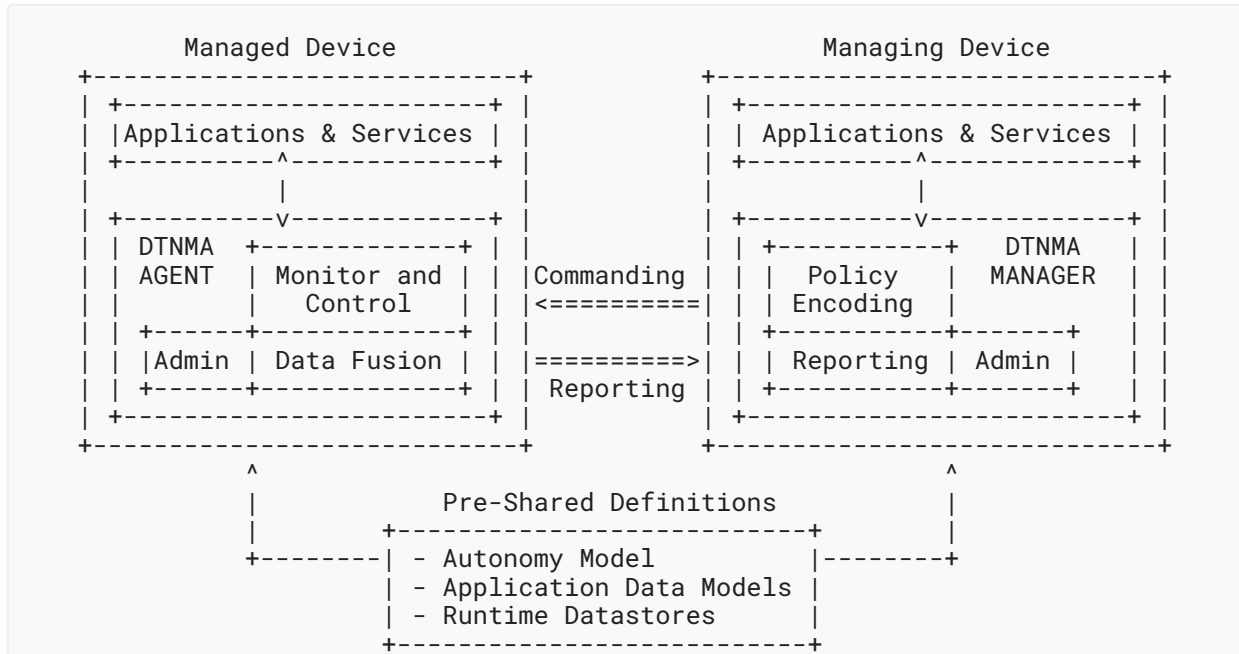 Managed Device Managing Device
+----------------------------+ +-----------------------------+
| +------------------------+ | | +-------------------------+ |
| |Applications & Services | | | | Applications & Services | |
| +----------^-------------+ | | +-----------^-------------+ |
| | | | | |
| +----------v-------------+ | | +-----------v-------------+ |
| | DTNMA +-------------+ | | | | +-----------+ DTNMA | |
| | AGENT | Monitor and | | |Commanding | | | Policy | MANAGER | |
| | | Control | | |<==========| | | Encoding | | |
| | +------+-------------+ | | | | +-----------+-------+ | |
| | |Admin | Data Fusion | | |==========>| | | Reporting | Admin | | |
| | +------+-------------+ | | Reporting | | +-----------+-------+ | |
| +------------------------+ | | +-------------------------+ |
+----------------------------+ +-----------------------------+
^ ^
| Pre-Shared Definitions |
| +---------------------------+ |
+--------| - Autonomy Model |--------+
| - Application Data Models |
| - Runtime Datastores |
+---------------------------+